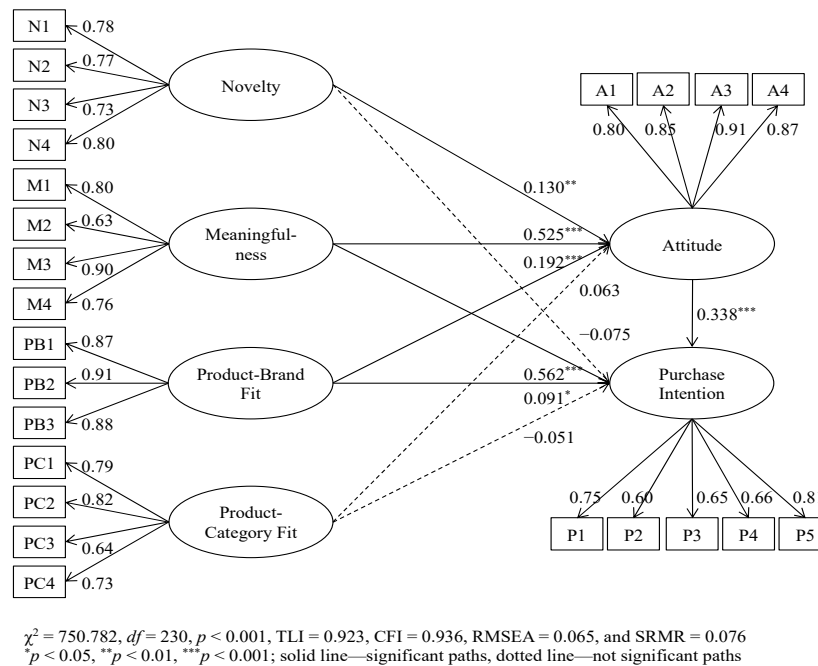 N1
0.78
N2
0.77
N3
0.73
N4
0.80
Novelty
M1
0.80
M2
0.63
M3
0.90
M4
0.76
Meaningful-
ness
PB1
0.87
PB2
0.91
PB3
0.88
Product-Brand
Fit
PC1
0.79
PC2
0.82
PC3
0.64
PC4
0.73
Product-
Category Fit
A1
A2
A3
A4
0.80
0.85
0.91
0.87
Attitude
0.130**
0.525***
0.192***
0.063
−0.075
0.338***
0.562***
0.091*
−0.051
Purchase
Intention
0.75
0.60
0.65
0.66
0.8
P1
P2
P3
P4
P5
χ² = 750.782, df = 230, p < 0.001, TLI = 0.923, CFI = 0.936, RMSEA = 0.065, and SRMR = 0.076
*p < 0.05, **p < 0.01, ***p < 0.001; solid line—significant paths, dotted line—not significant paths